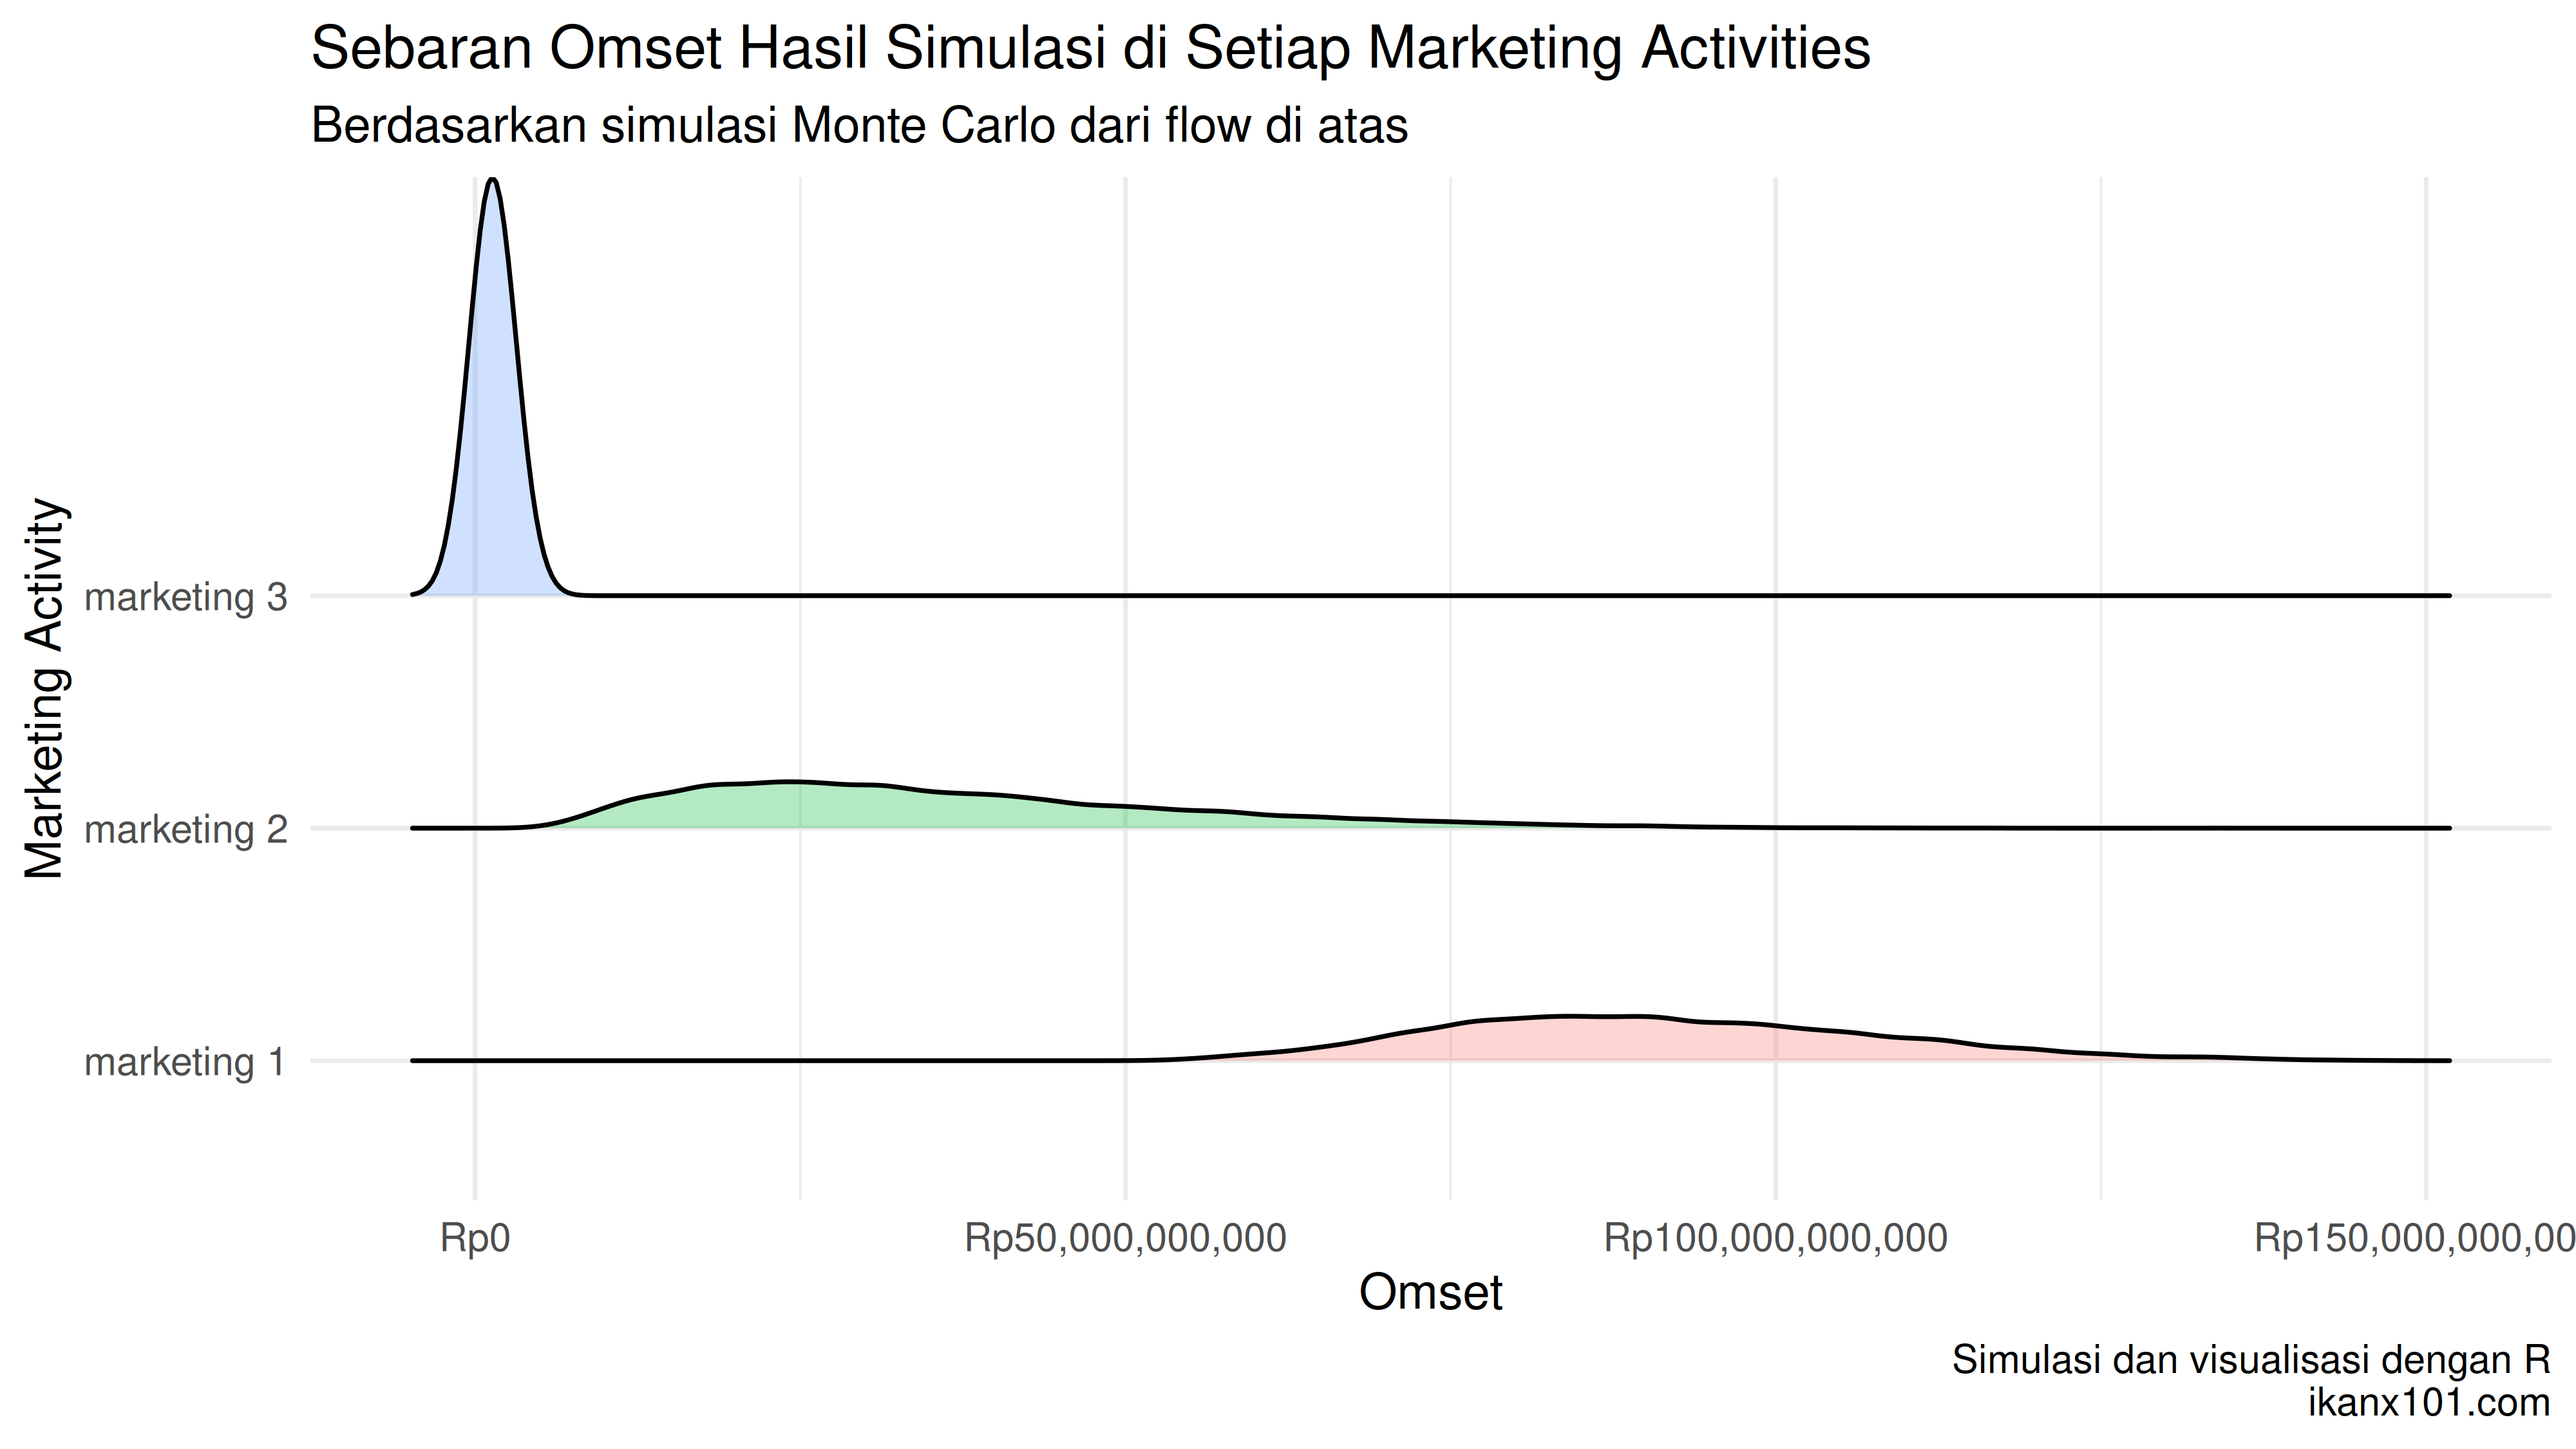 Sebaran Omset Hasil Simulasi di Setiap Marketing Activities
Berdasarkan simulasi Monte Carlo dari flow di atas
Marketing Activity
marketing 3
marketing 2
marketing 1
Rp0
Rp50,000,000,000
Rp100,000,000,000
Rp150,000,000,00
Omset
Simulasi dan visualisasi dengan R
ikanx101.com